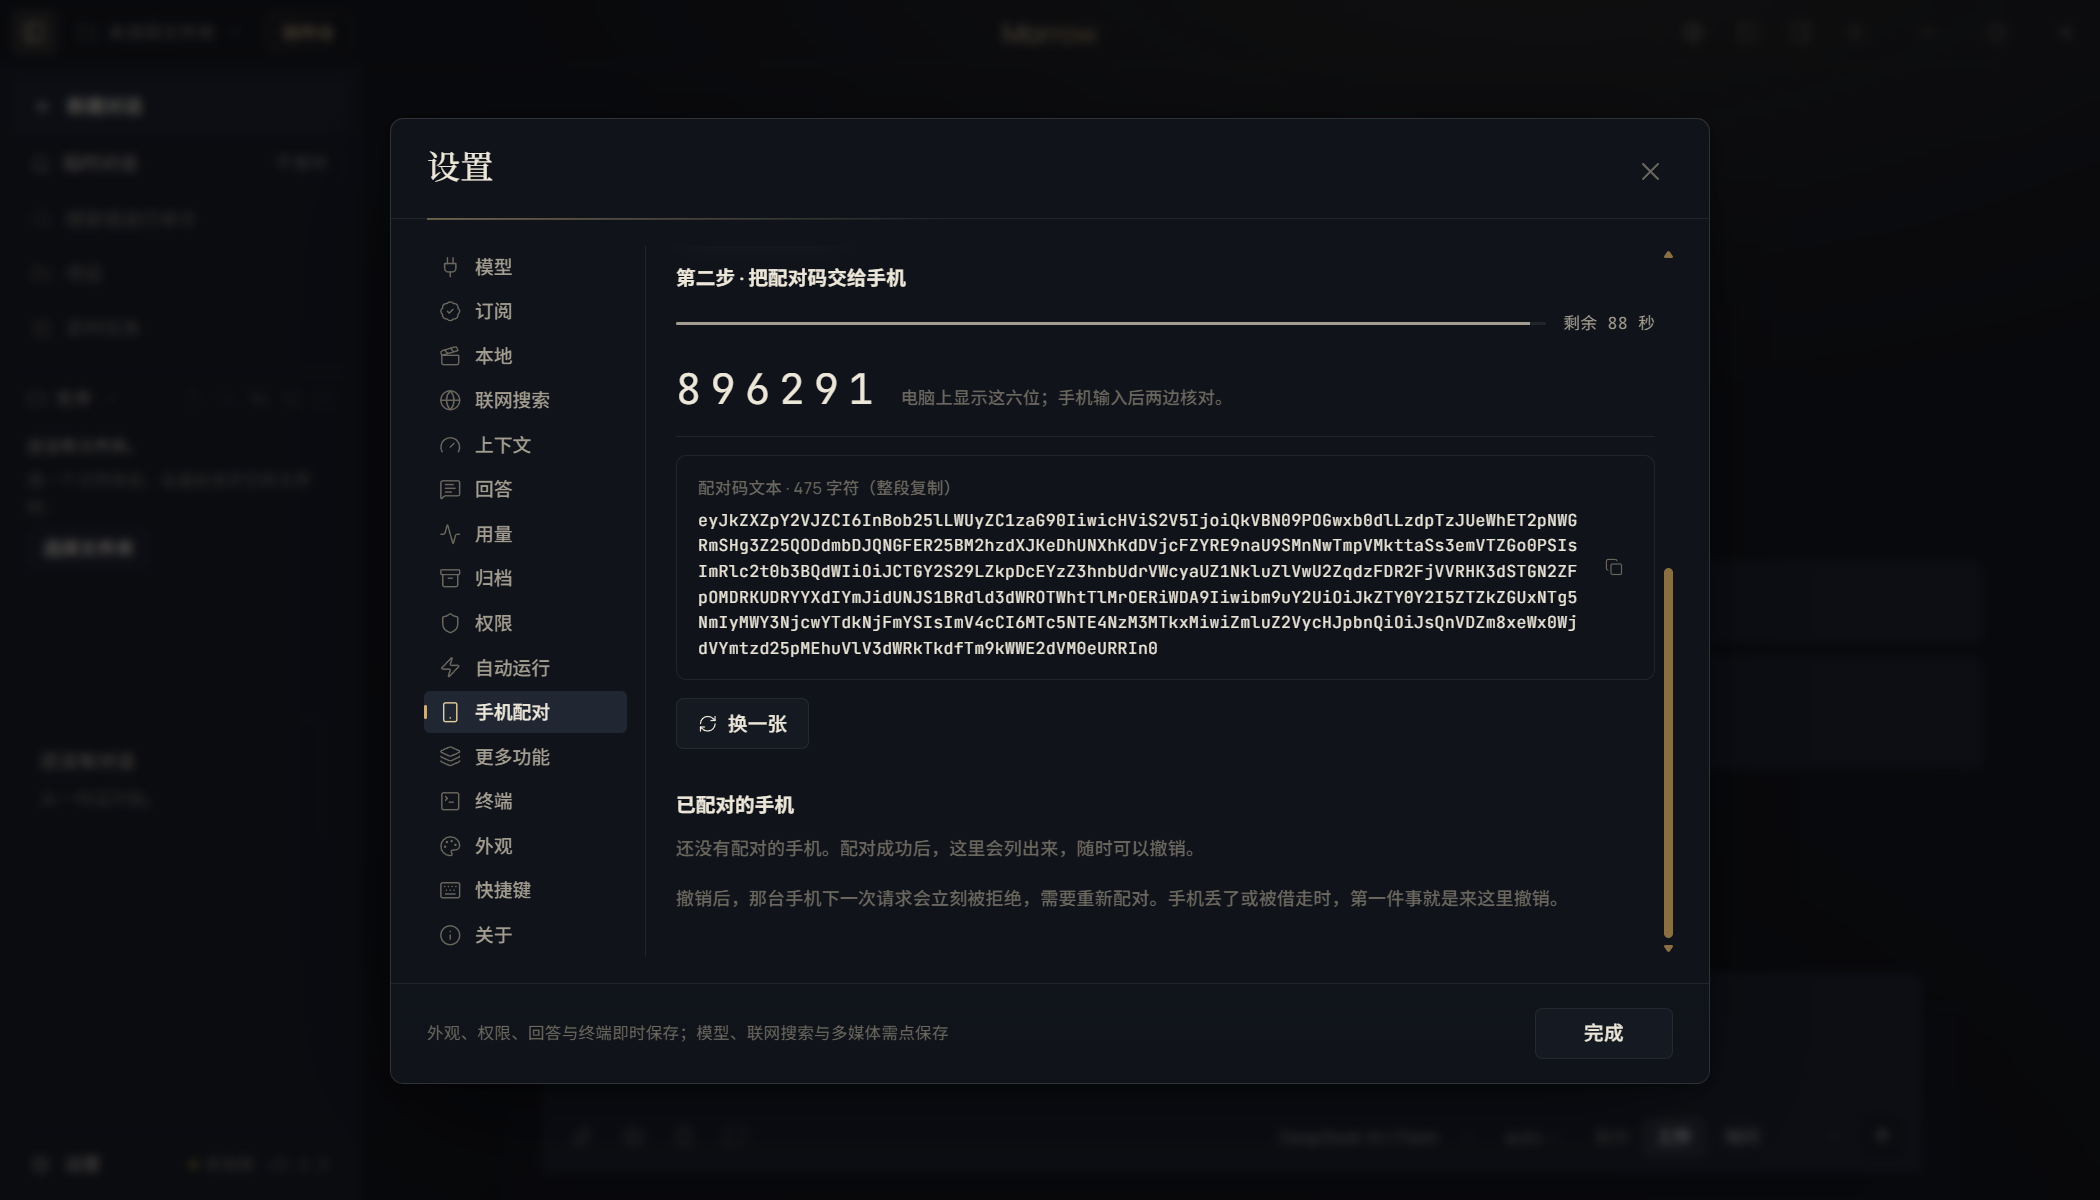 设置
模型
订阅
本地
联网搜索
上下文
回答
用量
归档
权限
自动运行
手机配对
更多功能
终端
外观
快捷键
关于
第二步 · 把配对码交给手机
剩余 88 秒
896291
电脑上显示这六位；手机输入后两边核对。
配对码文本 · 475 字符（整段复制）
eyJkZXZpY2VJZCI6InBob25lLWUyZC1zaG90IiwicHViS2V5IjoiQkVBN09POGwxb0dlLzdpTzJUeWhET2pNWG
RmSHg3Z25QODdmbDJQNGFER25BM2hzdXJKeDhUNXhKdDVjcFZYRE9naU9SMnNwTmpVMkttaSs3emVTZGo0PSIs
ImRlc2t0b3BQdWIiOiJCTGY2S29LZkpDcEYzZ3hnbUdrVWcyaUZ1NkluZlVwU2ZqdzFDR2FjVVRHK3dSTGN2ZF
pOMDRKUDRYYXdIYmJidUNJS1BRdld3dWROTWhtTlMrOERiWDA9Iiwibm9uY2UiOiJkZTY0Y2I5ZTZkZGUxNTg5
NmIyMWY3NjcwYTdkNjFmYSIsImV4cCI6MTc5NTE4NzM3MTkxMiwiZmluZ2VycHJpbnQiOiJsQnVDZm8xeWx0Wj
dVYmtzd25pMEhuVlV3dWRkTkdfTm9kWWE2dVM0eURRIn0
换一张
已配对的手机
还没有配对的手机。配对成功后，这里会列出来，随时可以撤销。
撤销后，那台手机下一次请求会立刻被拒绝，需要重新配对。手机丢了或被借走时，第一件事就是来这里撤销。
外观、权限、回答与终端即时保存；模型、联网搜索与多媒体需点保存
完成